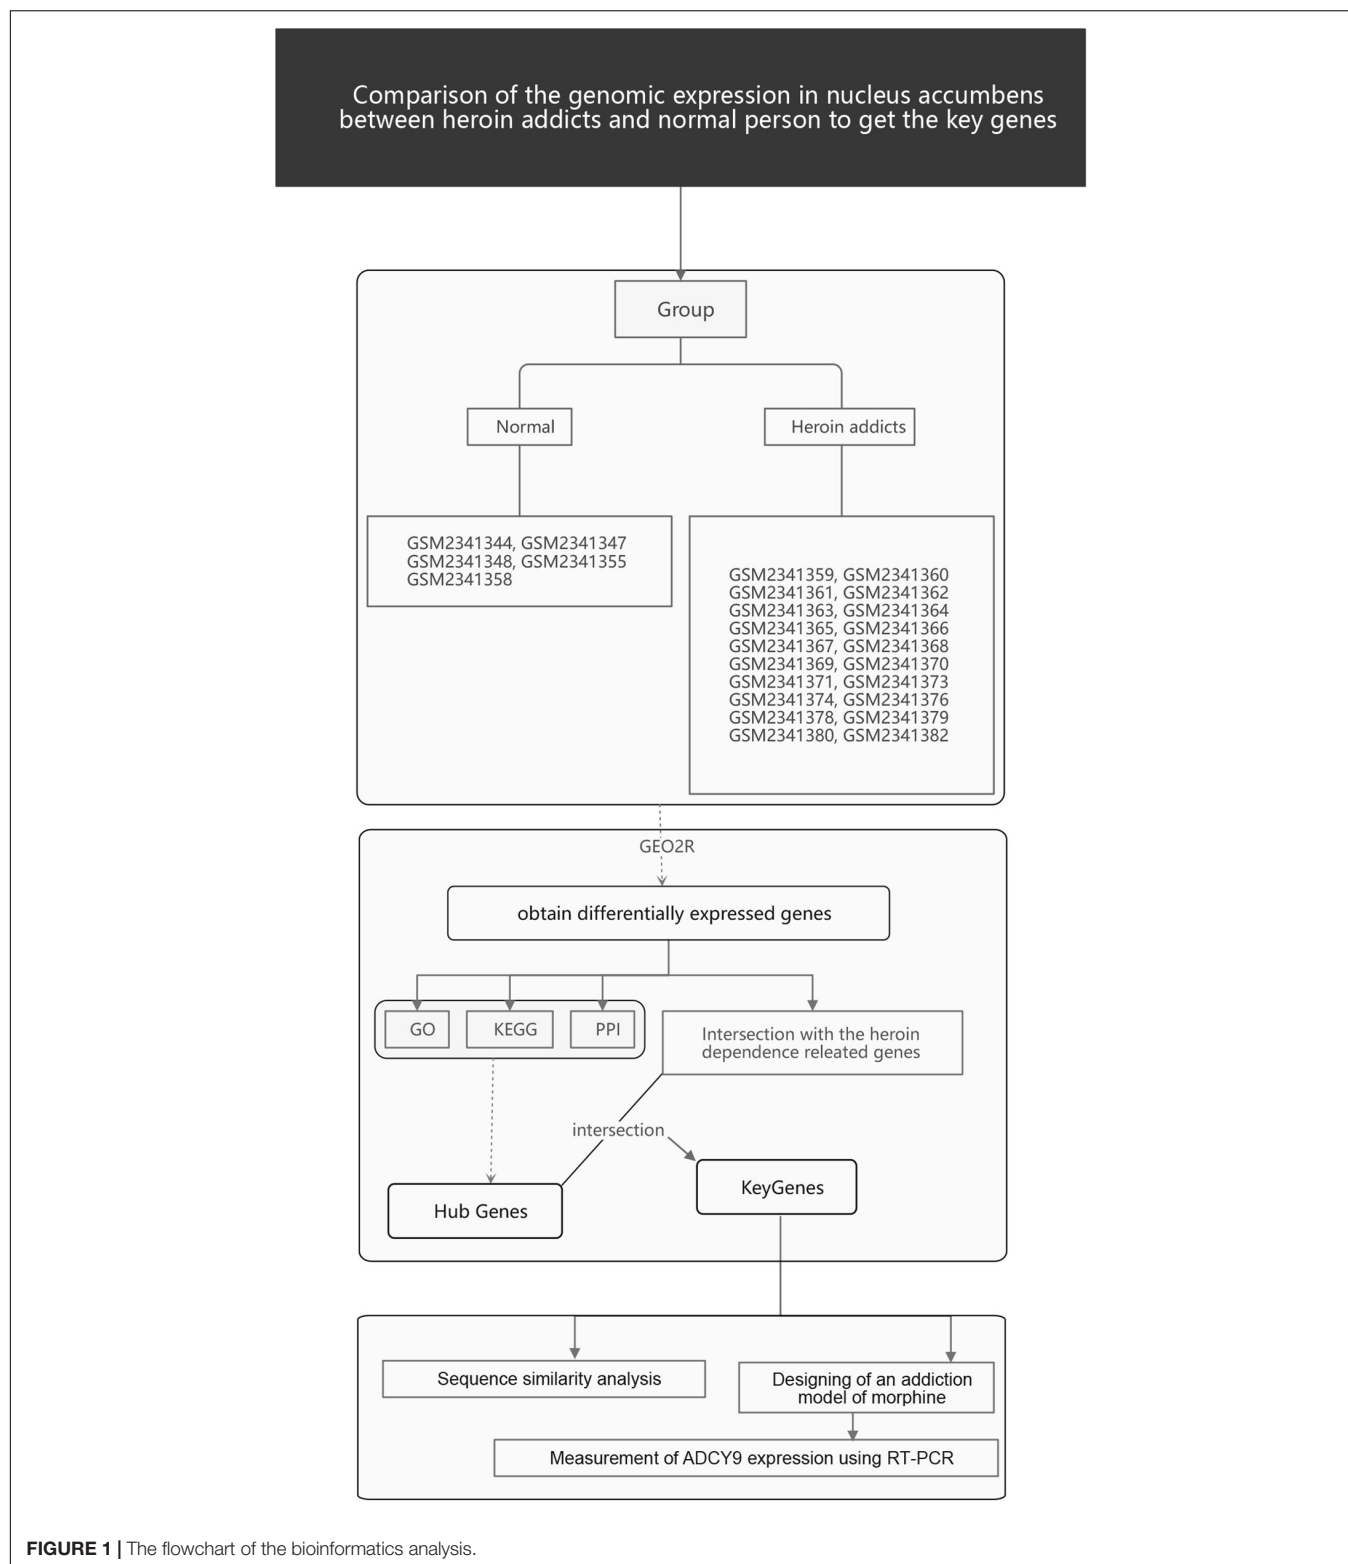 Comparison of the genomic expression in nucleus accumbens
between heroin addicts and normal person to get the key genes
Group
Normal
Heroin addicts
GSM2341344, GSM2341347
GSM2341348, GSM2341355
GSM2341358
GSM2341359, GSM2341360
GSM2341361, GSM2341362
GSM2341363, GSM2341364
GSM2341365, GSM2341366
GSM2341367, GSM2341368
GSM2341369, GSM2341370
GSM2341371, GSM2341373
GSM2341374, GSM2341376
GSM2341378, GSM2341379
GSM2341380, GSM2341382
GEO2R
obtain differentially expressed genes
GO
KEGG
PPI
Intersection with the heroin
dependence releated genes
intersection
KeyGenes
Hub Genes
Sequence similarity analysis
Designing of an addiction
model of morphine
Measurement of ADCY9 expression using RT-PCR
FIGURE 1 | The flowchart of the bioinformatics analysis.